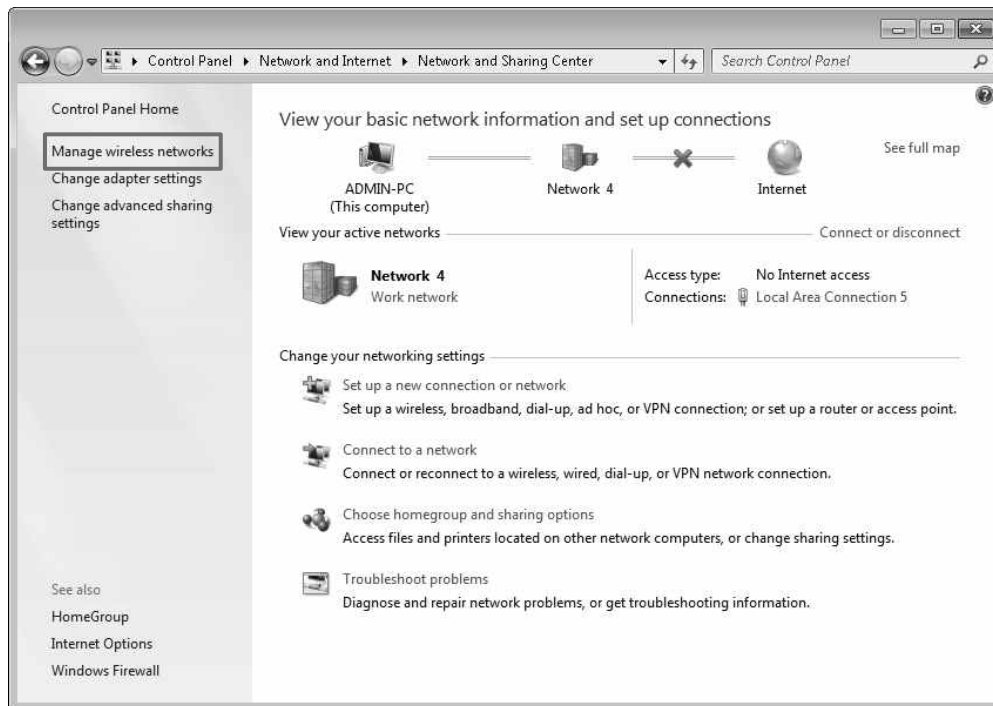 Control Panel ▸ Network and Internet ▸ Network and Sharing Center
Search Control Panel
Control Panel Home
Manage wireless networks
Change adapter settings
Change advanced sharing
settings
See also
HomeGroup
Internet Options
Windows Firewall
View your basic network information and set up connections
See full map
ADMIN-PC
(This computer)
Network 4
Internet
View your active networks
Connect or disconnect
Network 4
Work network
Access type: No Internet access
Connections: Local Area Connection 5
Change your networking settings
Set up a new connection or network
Set up a wireless, broadband, dial-up, ad hoc, or VPN connection; or set up a router or access point.
Connect to a network
Connect or reconnect to a wireless, wired, dial-up, or VPN network connection.
Choose homegroup and sharing options
Access files and printers located on other network computers, or change sharing settings.
Troubleshoot problems
Diagnose and repair network problems, or get troubleshooting information.